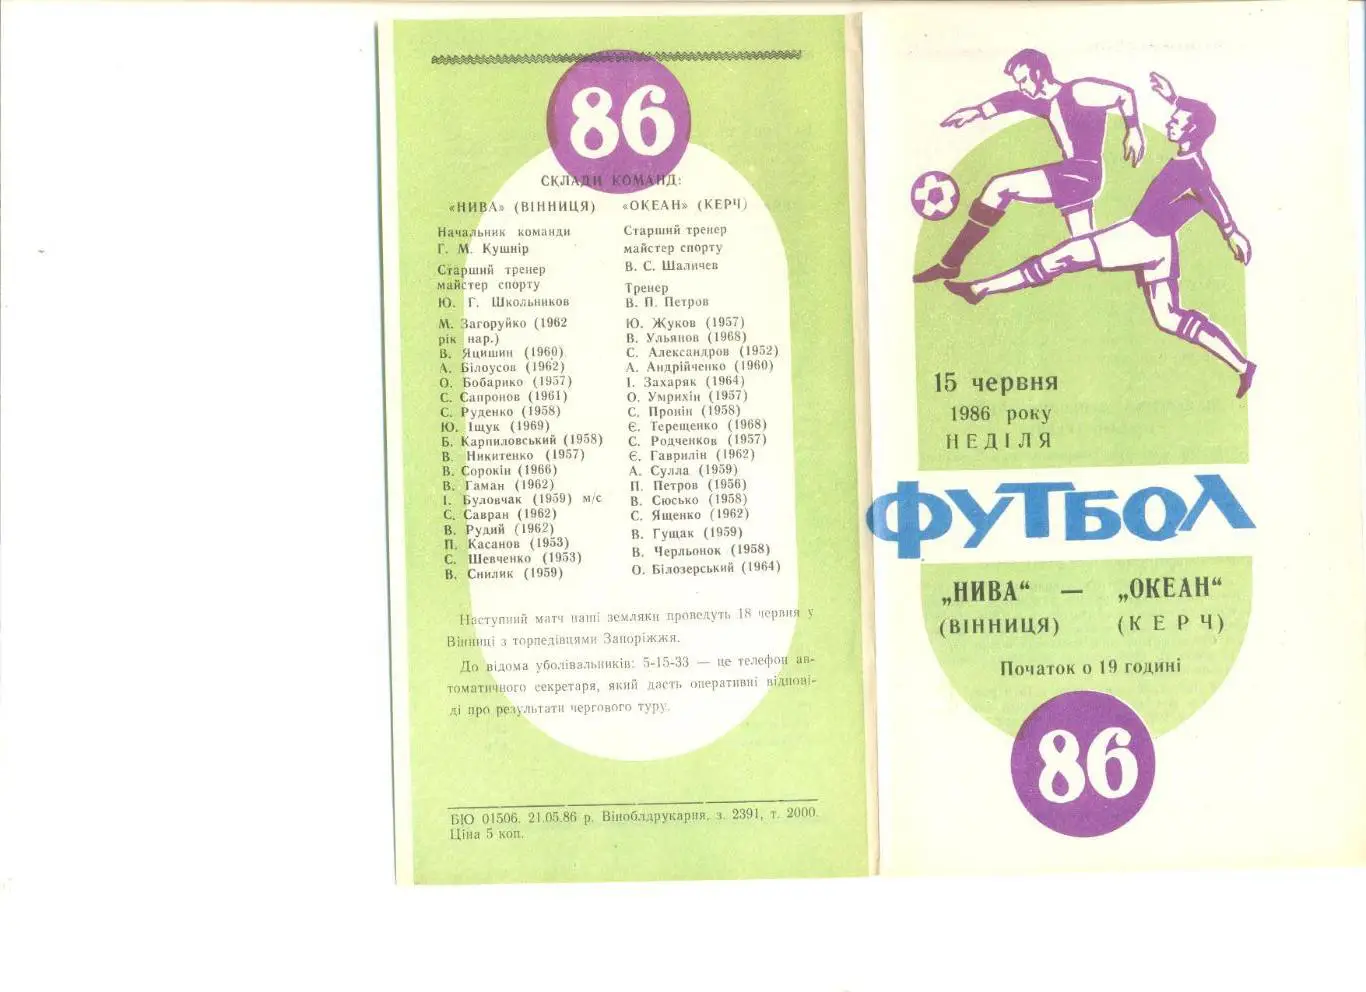 86
СКЛАДИ КОМАНД:
«НИВА» (ВІННИЦЯ)
Начальник команди
Г. М. Кушнір
Старший тренер
майстер спорту
Ю. Г. Школьников
М. Загоруйко (1962
рік нар.)
В. Яцишин (1960)
А. Білоусов (1962)
О. Бобарико (1957)
С. Сапронов (1961)
С. Руденко (1958)
Ю. Іщук (1969)
Б. Карпиловський (1958)
В. Никитенко (1957)
В. Сорокін (1966)
В. Гаман (1962)
І. Буловчак (1959) м/с
С. Савран (1962)
В. Рудий (1962)
П. Касанов (1953)
С. Шевченко (1953)
В. Снилик (1959)
«ОКЕАН» (КЕРЧ)
Старший тренер
майстер спорту
В. С. Шаличев
Тренер
В. П. Петров
Ю. Жуков (1957)
В. Ульянов (1968)
С. Александров (1952)
А. Андрійченко (1960)
І. Захаряк (1964)
О. Умрихін (1957)
С. Пронін (1958)
Є. Терещенко (1968)
С. Родченков (1957)
Є. Гаврилін (1962)
А. Сулла (1959)
П. Петров (1956)
В. Сюсько (1958)
С. Ященко (1962)
В. Гущак (1959)
В. Черльонок (1958)
О. Білозерський (1964)
Наступний матч наші земляки проведуть 18 червня у
Вінниці з торпедівцями Запоріжжя.
До відома уболівальників: 5-15-33 — це телефон ав-
томатичного секретаря, який дасть оперативні відпові-
ді про результати чергового туру.
БЮ 01506. 21.05.86 р. Віноблдрукарня, з. 2391, т. 2000.
Ціна 5 коп.
15 червня
1986 року
НЕДІЛЯ
ФУТБОЛ
„НИВА“ — „ОКЕАН“
(ВІННИЦЯ) (КЕРЧ)
Початок о 19 годині
86